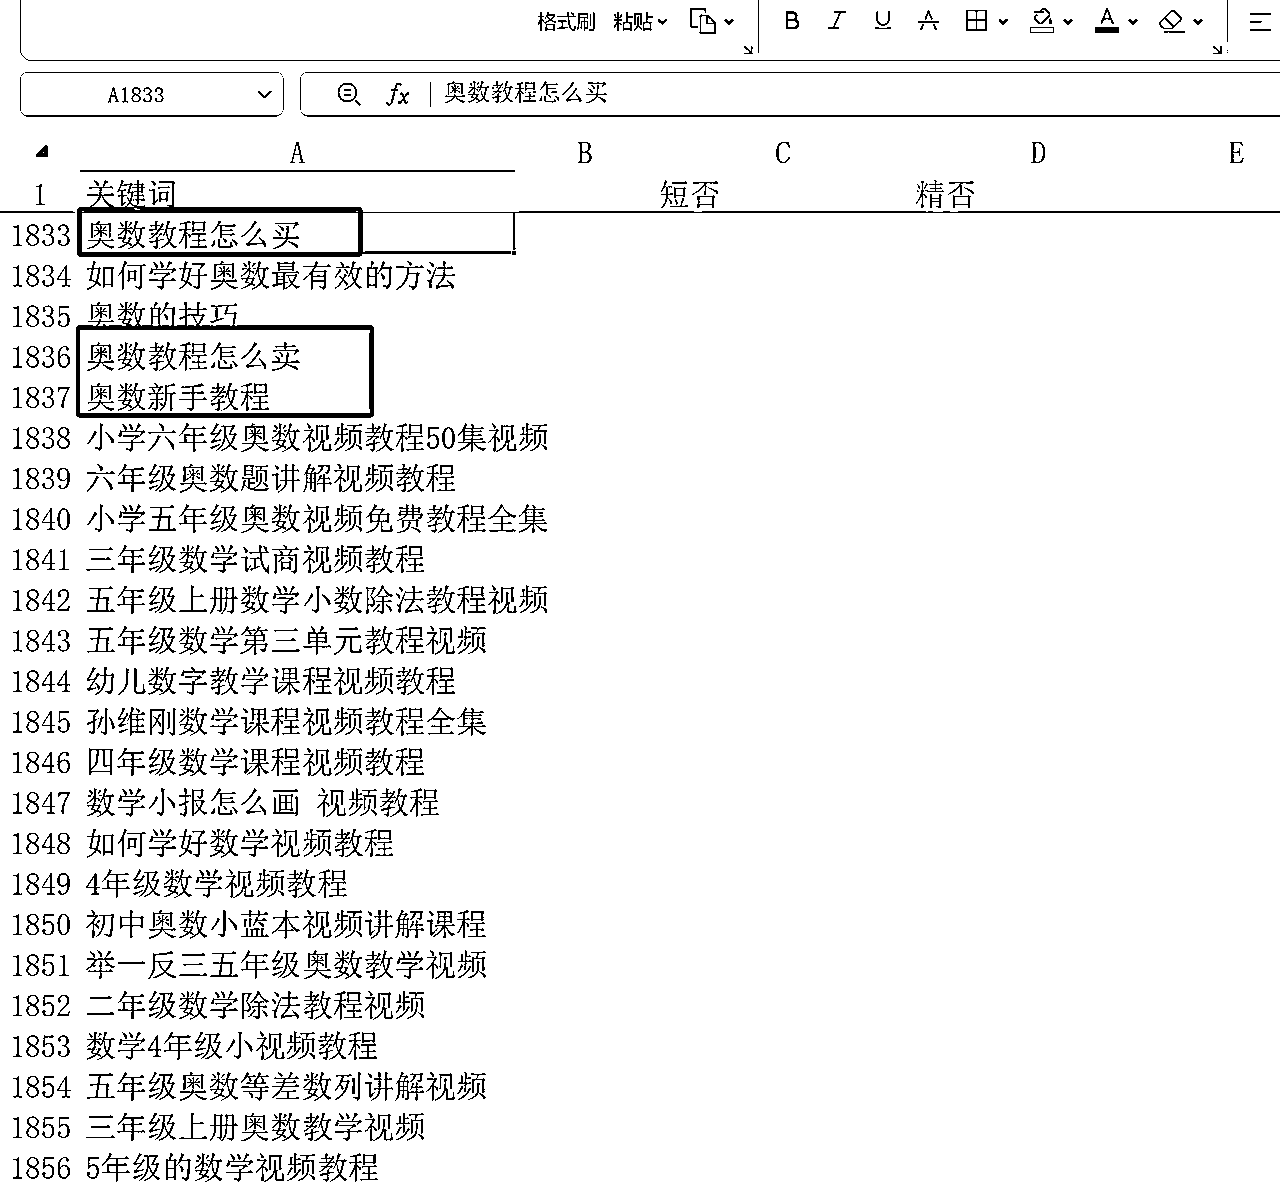 格式刷 粘贴 B I U A A
A1833 fx 奥数教程怎么买
A B C D E
1 关键词 短否 精否
1833 奥数教程怎么买
1834 如何学好奥数最有效的方法
1835 奥数的技巧
1836 奥数教程怎么卖
1837 奥数新手教程
1838 小学六年级奥数视频教程50集视频
1839 六年级奥数题讲解视频教程
1840 小学五年级奥数视频免费教程全集
1841 三年级数学试商视频教程
1842 五年级上册数学小数除法教程视频
1843 五年级数学第三单元教程视频
1844 幼儿数字教学课程视频教程
1845 孙维刚数学课程视频教程全集
1846 四年级数学课程视频教程
1847 数学小报怎么画 视频教程
1848 如何学好数学视频教程
1849 4年级数学视频教程
1850 初中奥数小蓝本视频讲解课程
1851 举一反三五年级奥数教学视频
1852 二年级数学除法教程视频
1853 数学4年级小视频教程
1854 五年级奥数等差数列讲解视频
1855 三年级上册奥数教学视频
1856 5年级的数学视频教程